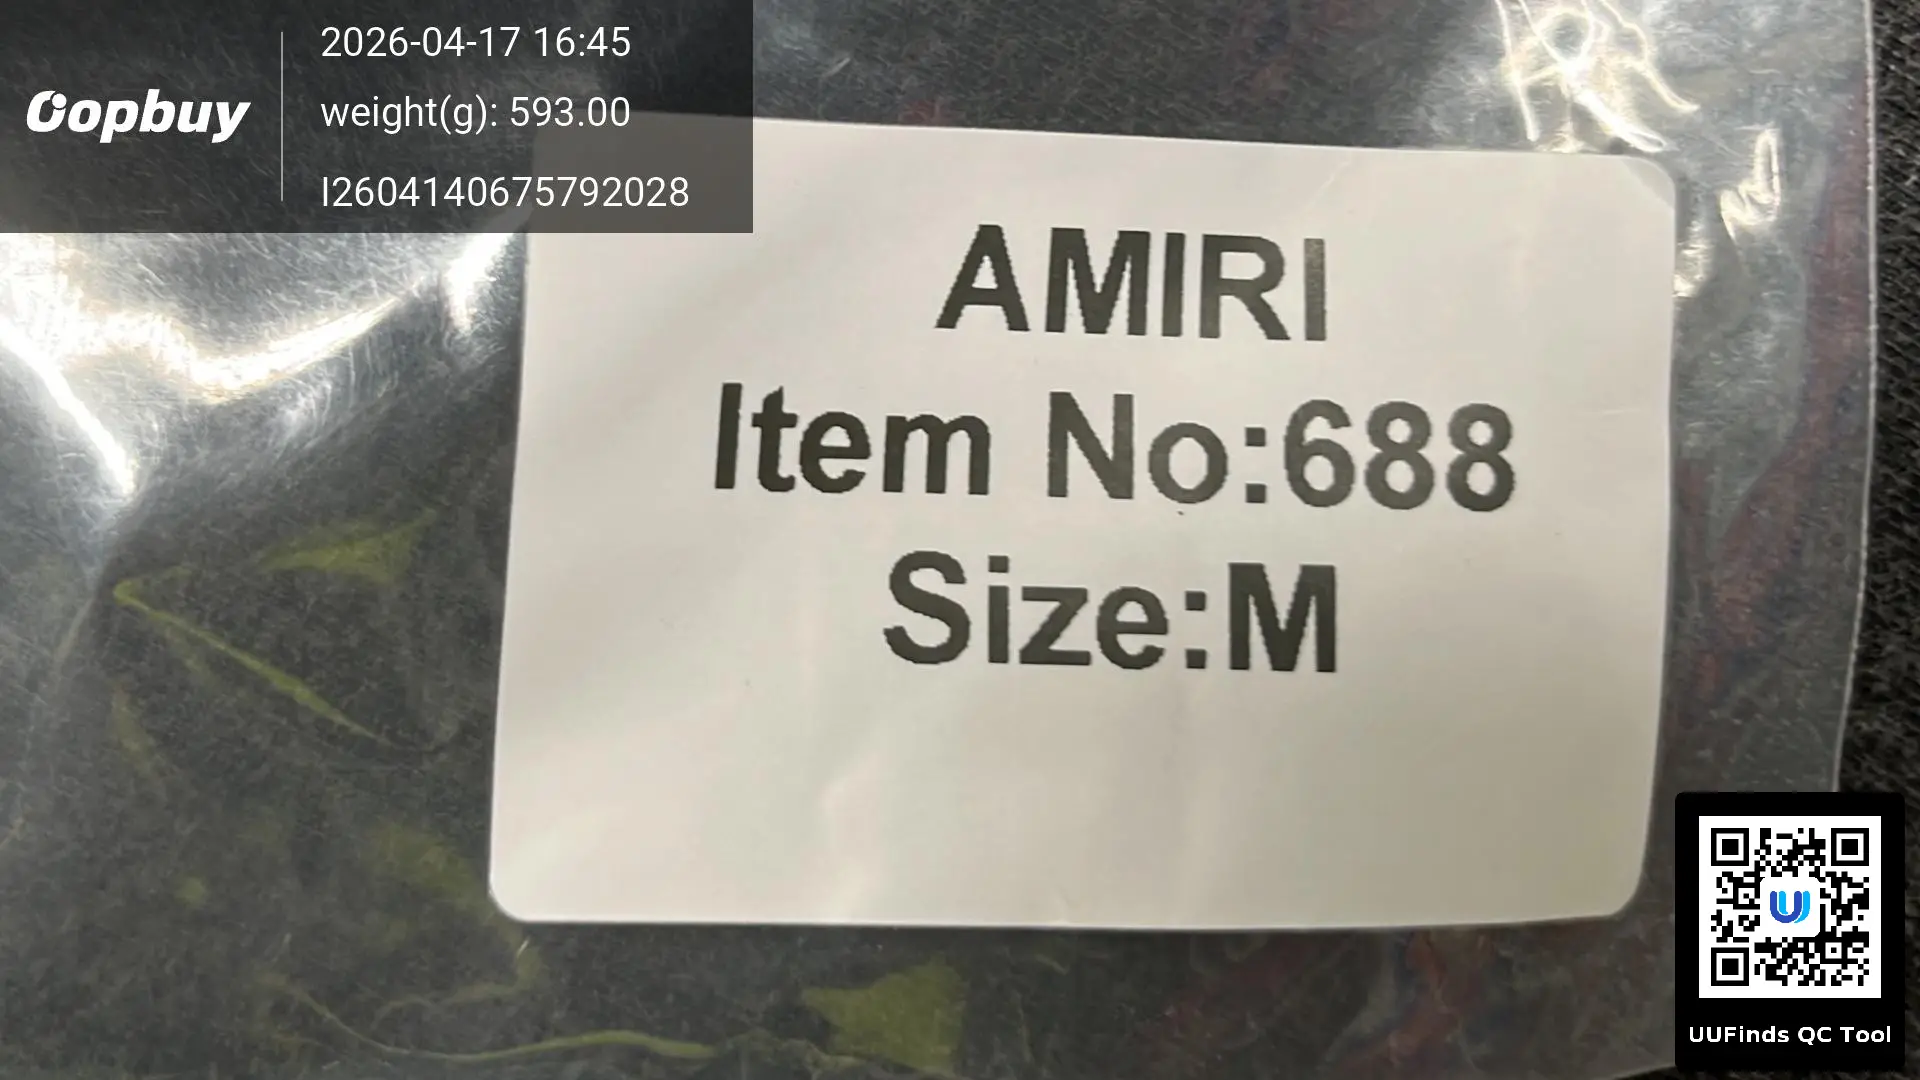 Oopbuy
2026-04-17 16:45
weight(g): 593.00
I2604140675792028
AMIRI
Item No:688
Size:M
UUFinds QC Tool